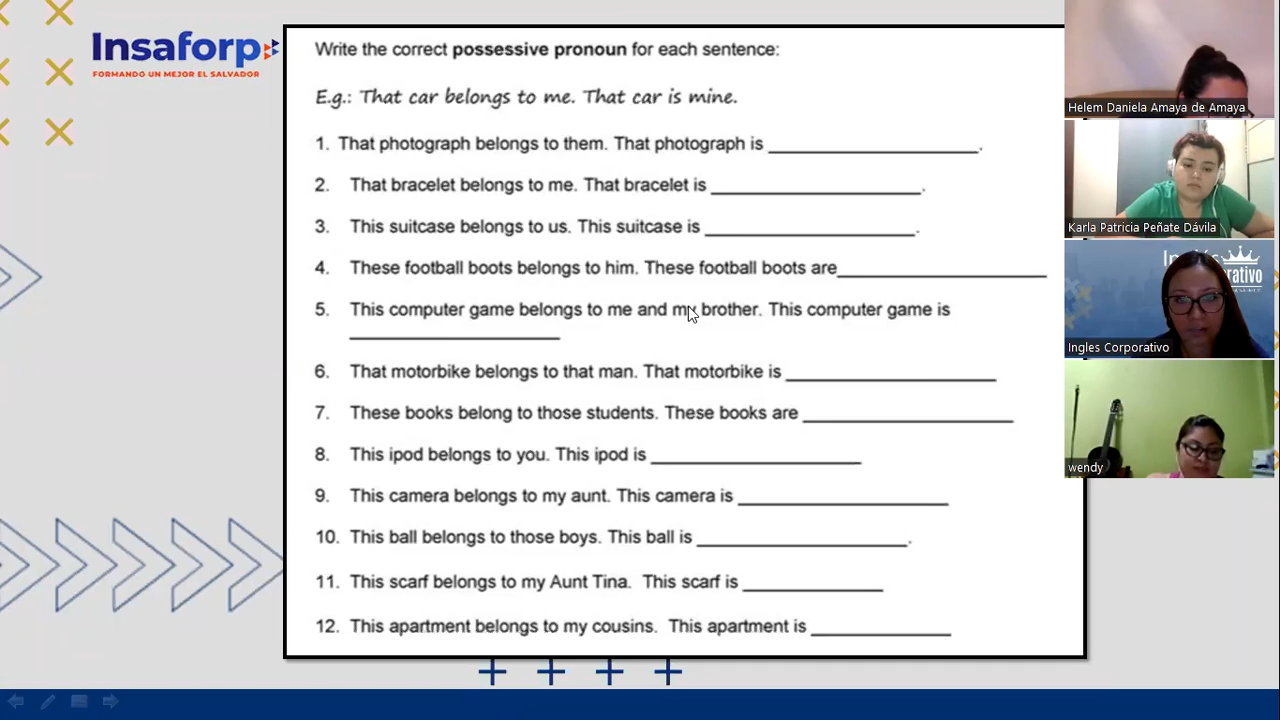 Insaforp
FORMANDO UN MEJOR EL SALVADOR
Write the correct possessive pronoun for each sentence:
E.g.: That car belongs to me. That car is mine.
1. That photograph belongs to them. That photograph is ____________________.
2. That bracelet belongs to me. That bracelet is ____________________.
3. This suitcase belongs to us. This suitcase is ____________________.
4. These football boots belongs to him. These football boots are____________________
5. This computer game belongs to me and my brother. This computer game is
____________________
6. That motorbike belongs to that man. That motorbike is ____________________
7. These books belong to those students. These books are ____________________
8. This ipod belongs to you. This ipod is ____________________
9. This camera belongs to my aunt. This camera is ____________________
10. This ball belongs to those boys. This ball is ____________________.
11. This scarf belongs to my Aunt Tina. This scarf is ______________
12. This apartment belongs to my cousins. This apartment is ______________
Helem Daniela Amaya de Amaya
Karla Patricia Peñate Dávila
Ingles Corporativo
wendy